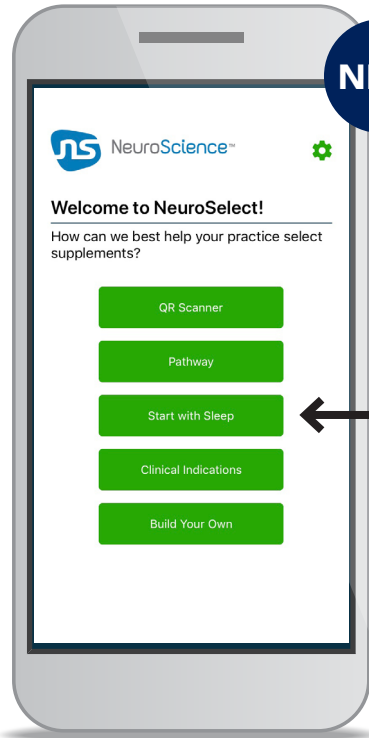 ns NeuroScience™
Welcome to NeuroSelect!
How can we best help your practice select
supplements?
QR Scanner
Pathway
Start with Sleep
Clinical Indications
Build Your Own